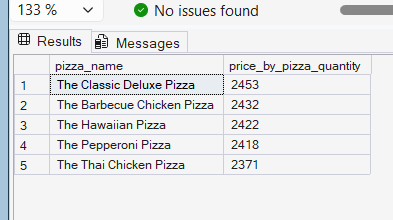 133 %
No issues found
Results
Messages
pizza_name price_by_pizza_quantity
1 The Classic Deluxe Pizza 2453
2 The Barbecue Chicken Pizza 2432
3 The Hawaiian Pizza 2422
4 The Pepperoni Pizza 2418
5 The Thai Chicken Pizza 2371